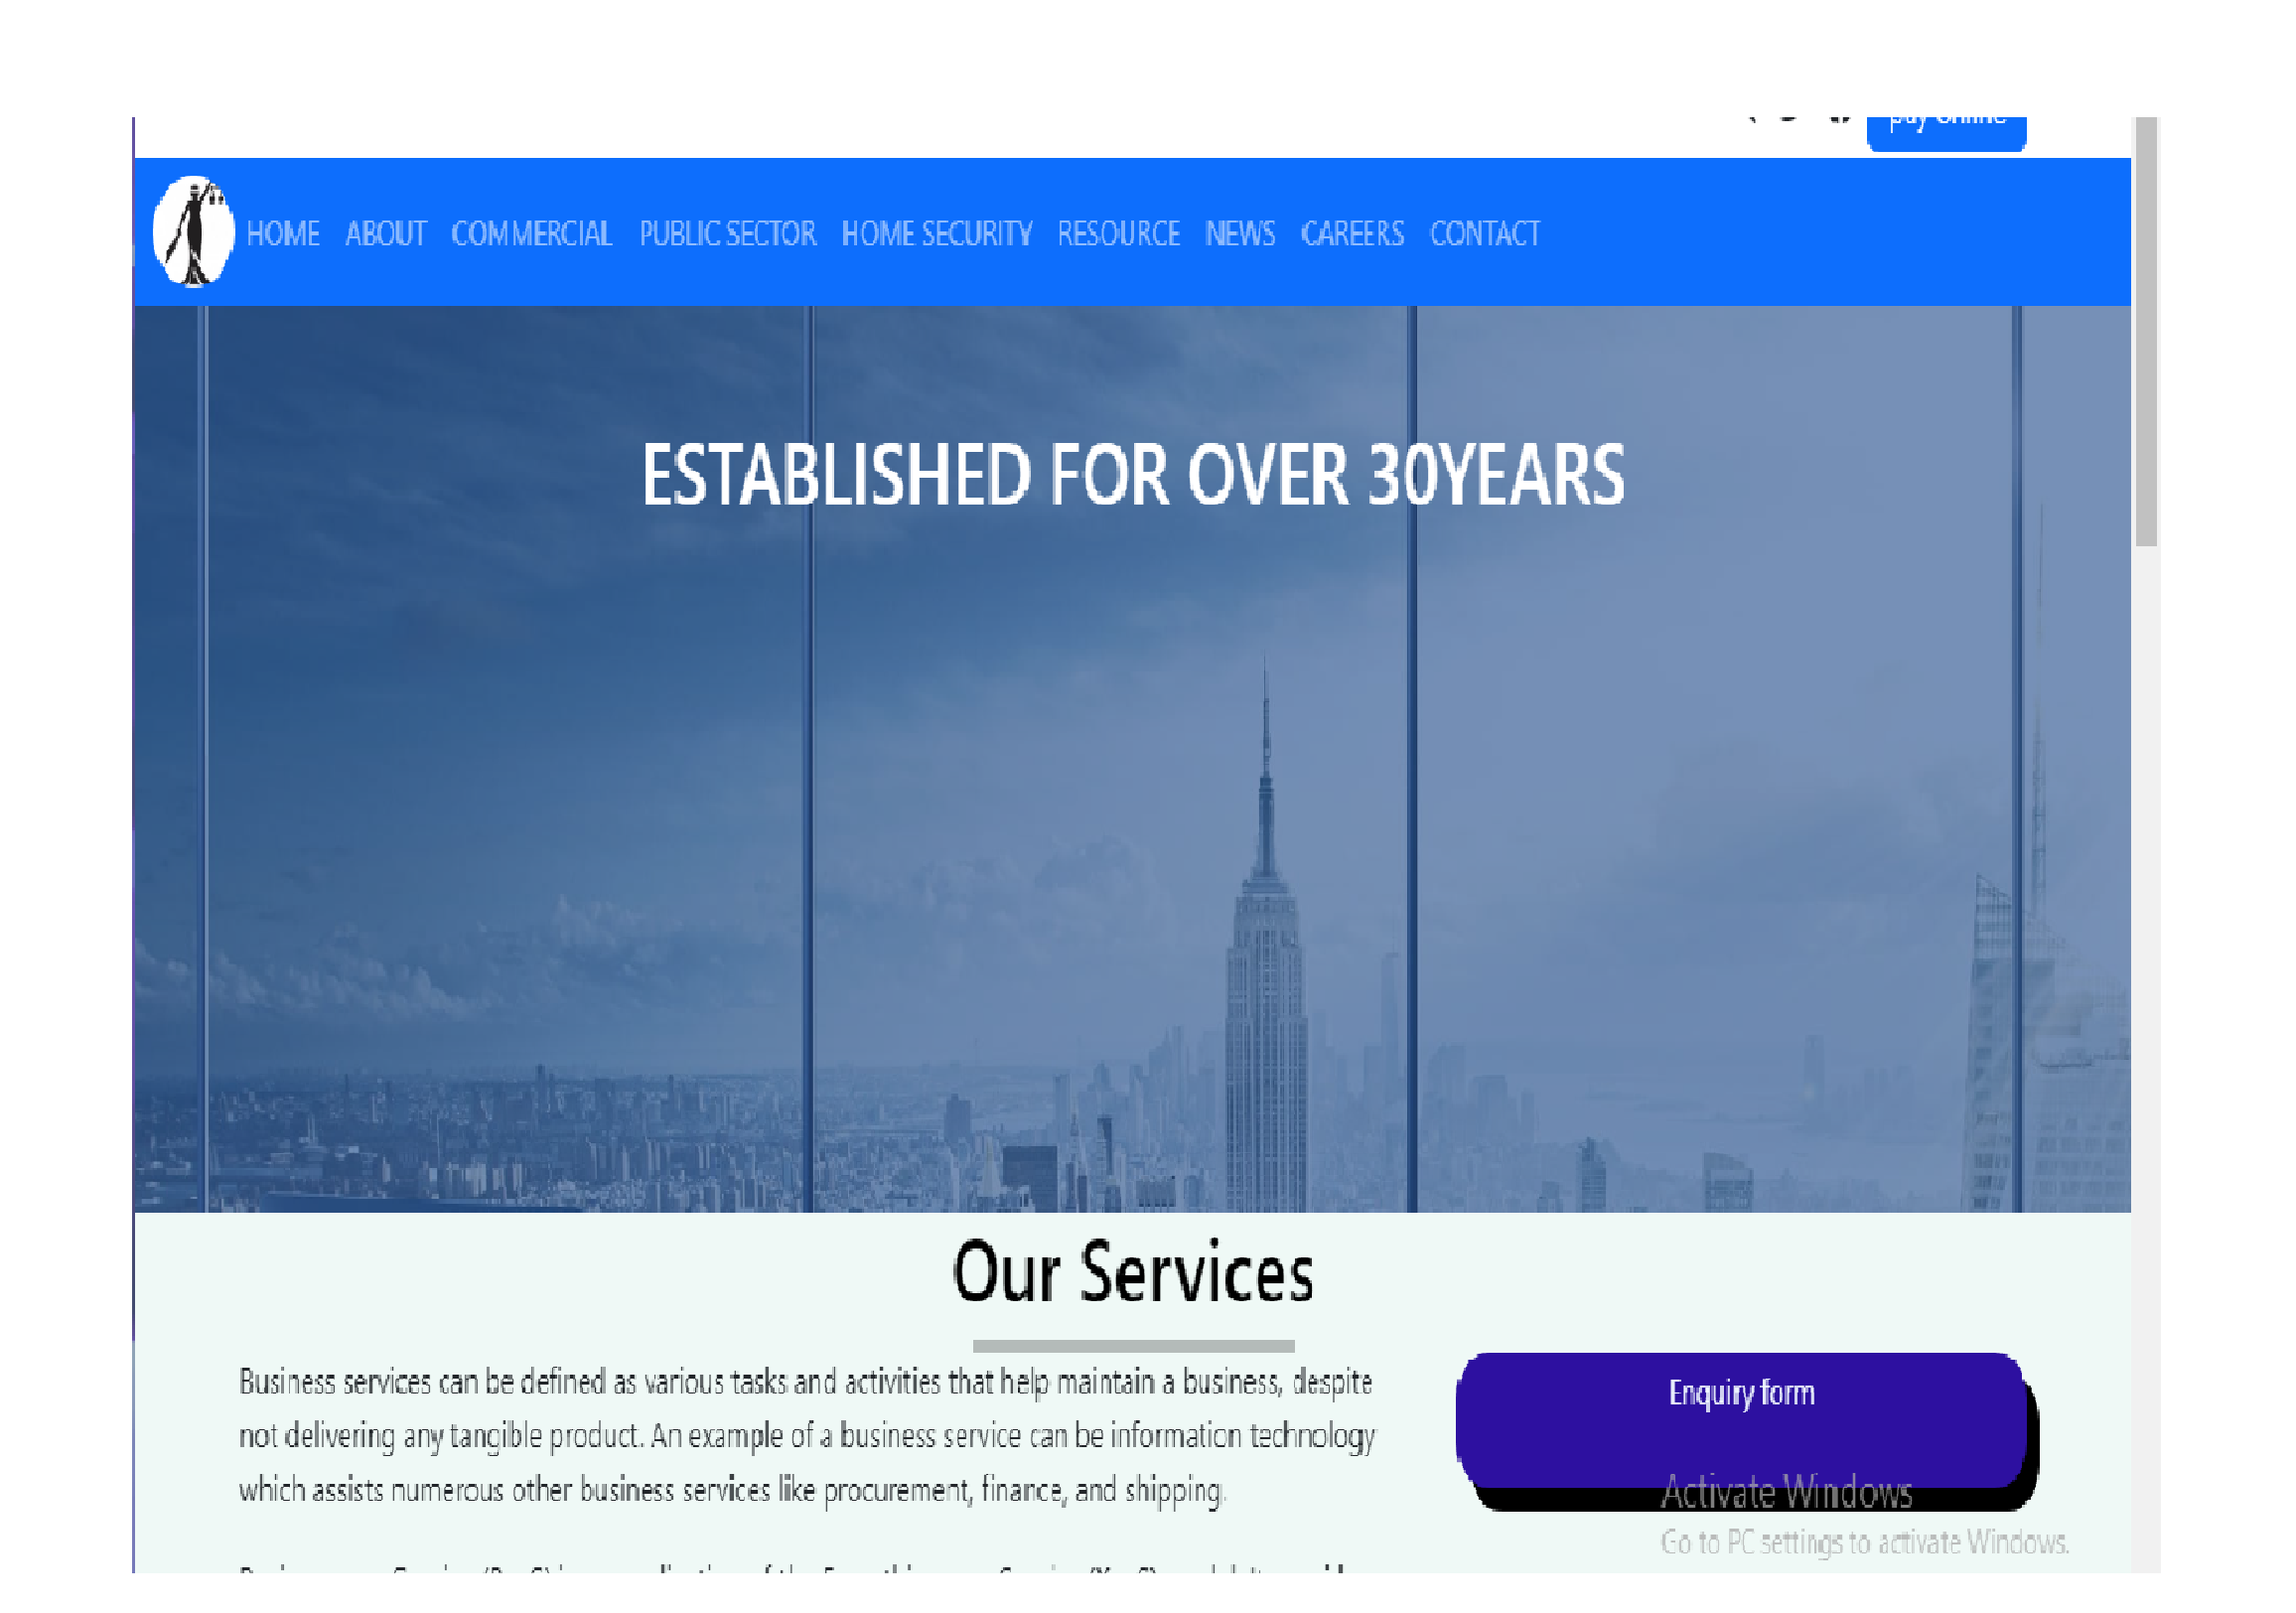 pay Online
HOME ABOUT COMMERCIAL PUBLIC SECTOR HOME SECURITY RESOURCE NEWS CAREERS CONTACT
ESTABLISHED FOR OVER 30YEARS
Our Services
Business services can be defined as various tasks and activities that help maintain a business, despite
not delivering any tangible product. An example of a business service can be information technology
which assists numerous other business services like procurement, finance, and shipping.
Enquiry form
Activate Windows
Go to PC settings to activate Windows.